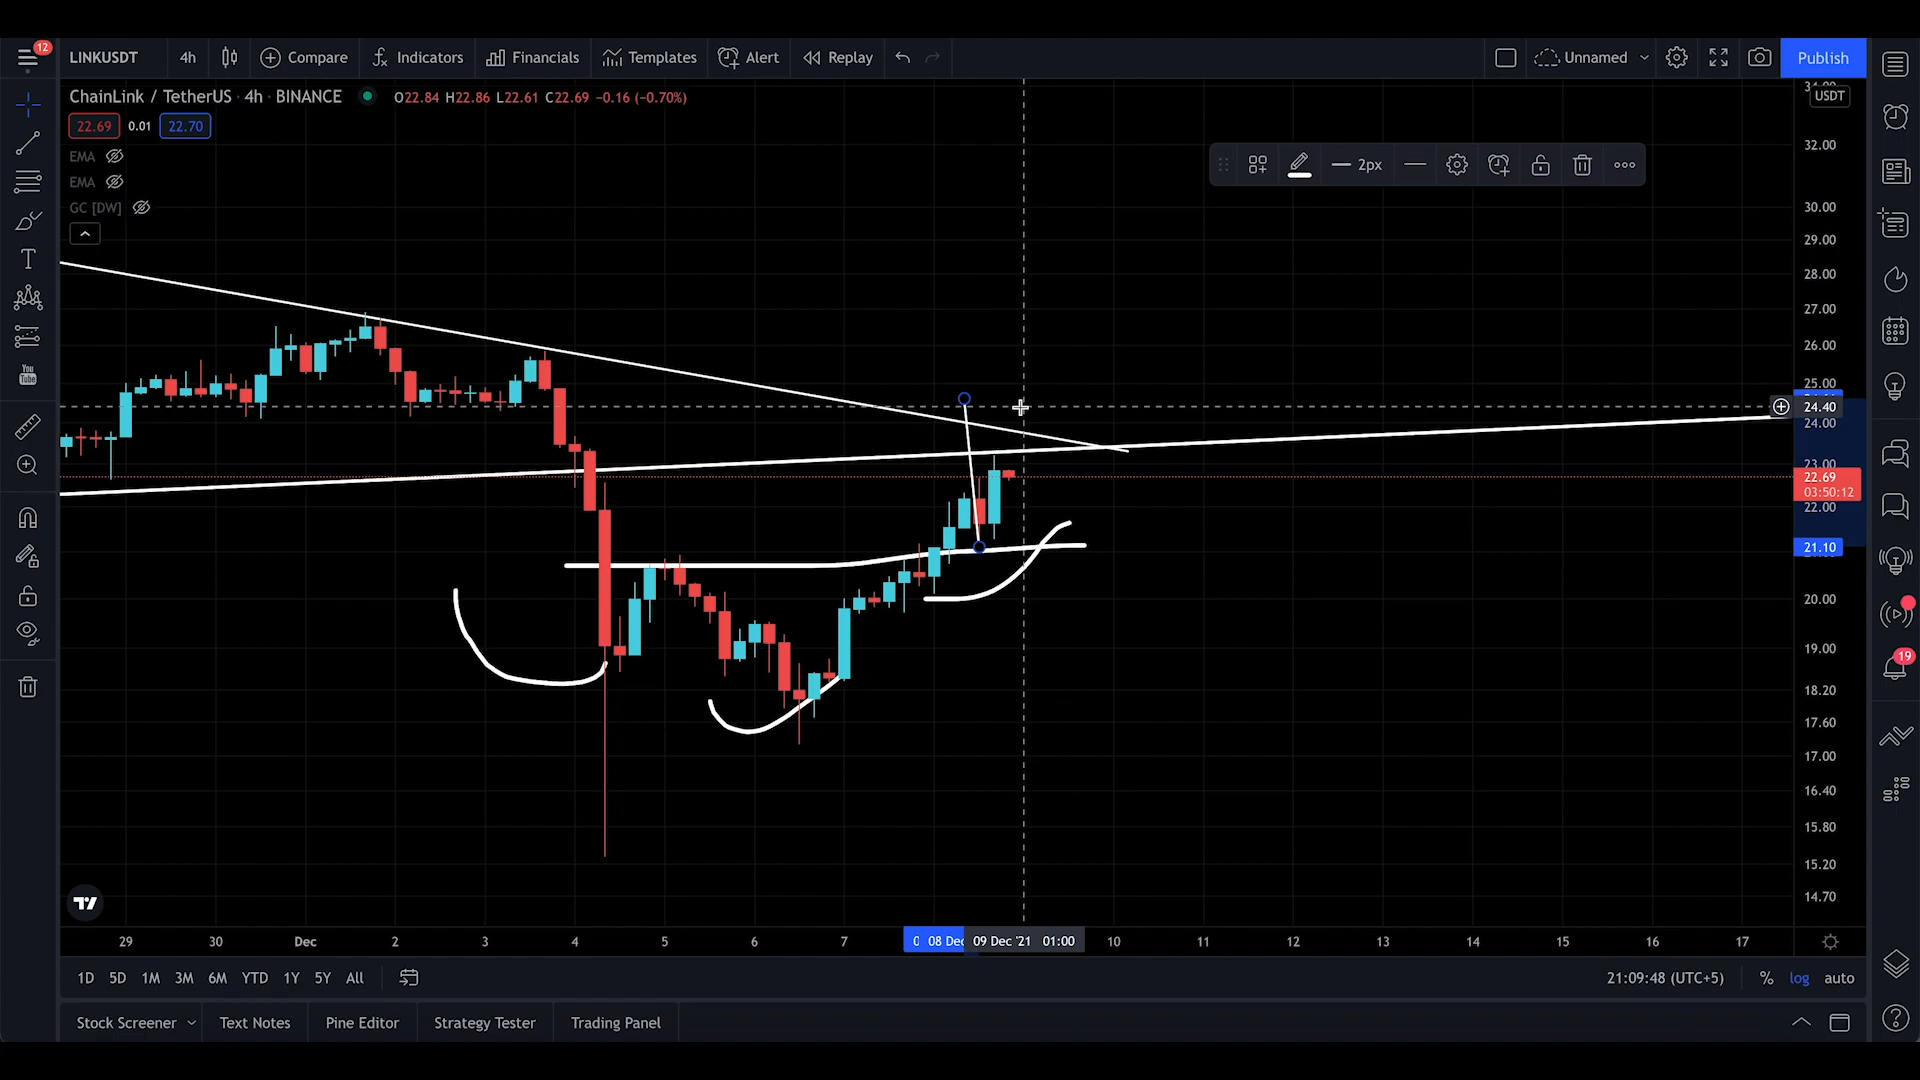 12
LINKUSDT 4h Compare Indicators Financials Templates Alert Replay Unnamed Publish
ChainLink / TetherUS · 4h · BINANCE O22.84 H22.86 L22.61 C22.69 −0.16 (−0.70%)
22.69 0.01 22.70
EMA
EMA
GC [DW]
2px
USDT
32.00
30.00
29.00
28.00
27.00
26.00
25.00
24.40
24.00
23.00
22.69
03:50:12
22.00
21.10
20.00
19.00
18.20
17.60
17.00
16.40
15.80
15.20
14.70
You
Tube
19
29 30 Dec 2 3 4 5 6 7 08 Dec 09 Dec '21 01:00 10 11 12 13 14 15 16 17
1D 5D 1M 3M 6M YTD 1Y 5Y All 21:09:48 (UTC+5) % log auto
Stock Screener Text Notes Pine Editor Strategy Tester Trading Panel